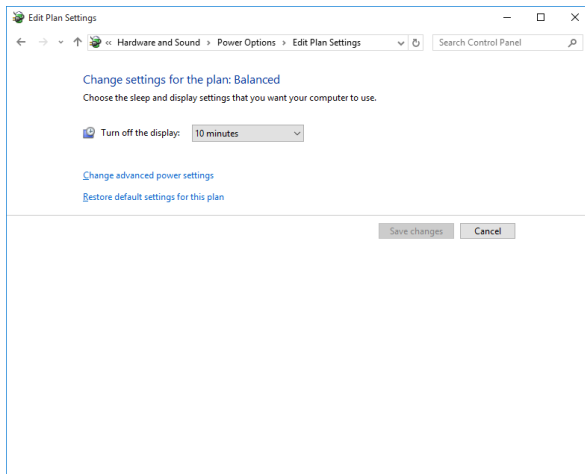 Edit Plan Settings
« Hardware and Sound > Power Options > Edit Plan Settings Search Control Panel
Change settings for the plan: Balanced
Choose the sleep and display settings that you want your computer to use.
Turn off the display: 10 minutes
Change advanced power settings
Restore default settings for this plan
Save changes Cancel